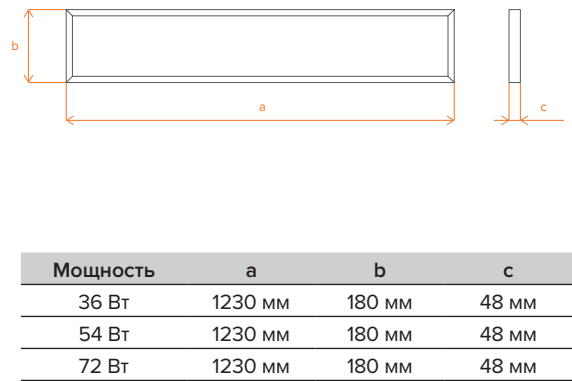 b
a
c
Мощность a b c
36 Вт 1230 мм 180 мм 48 мм
54 Вт 1230 мм 180 мм 48 мм
72 Вт 1230 мм 180 мм 48 мм